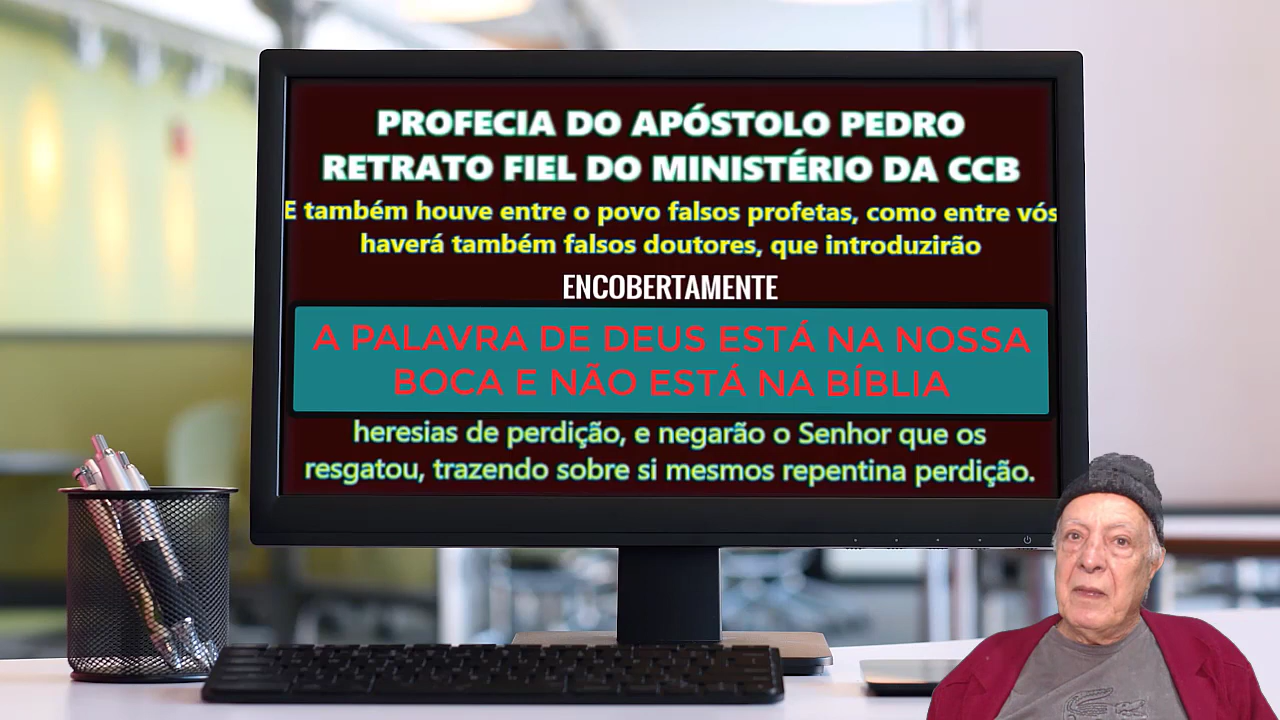 PROFECIA DO APÓSTOLO PEDRO
RETRATO FIEL DO MINISTÉRIO DA CCB
E também houve entre o povo falsos profetas, como entre vós
haverá também falsos doutores, que introduzirão
ENCOBERTAMENTE
A PALAVRA DE DEUS ESTÁ NA NOSSA
BOCA E NÃO ESTÁ NA BÍBLIA
heresias de perdição, e negarão o Senhor que os
resgatou, trazendo sobre si mesmos repentina perdição.